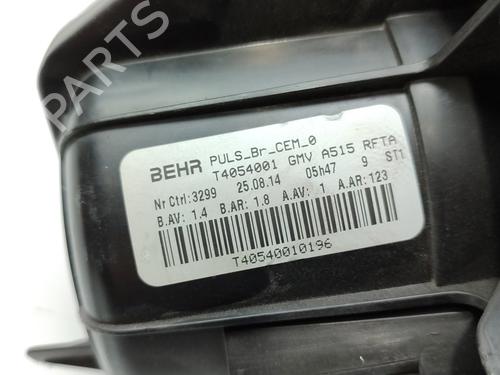 PARTS
BEHR PULS_Br_CEM_0
T4054001 GMV A515 RFTA
Nr Ctrl:3299 25.08.14 05h47 9 ST1
B.AV: 1.4 B.AR: 1.8 A.AV: 1 A.AR: 123
T40540010196